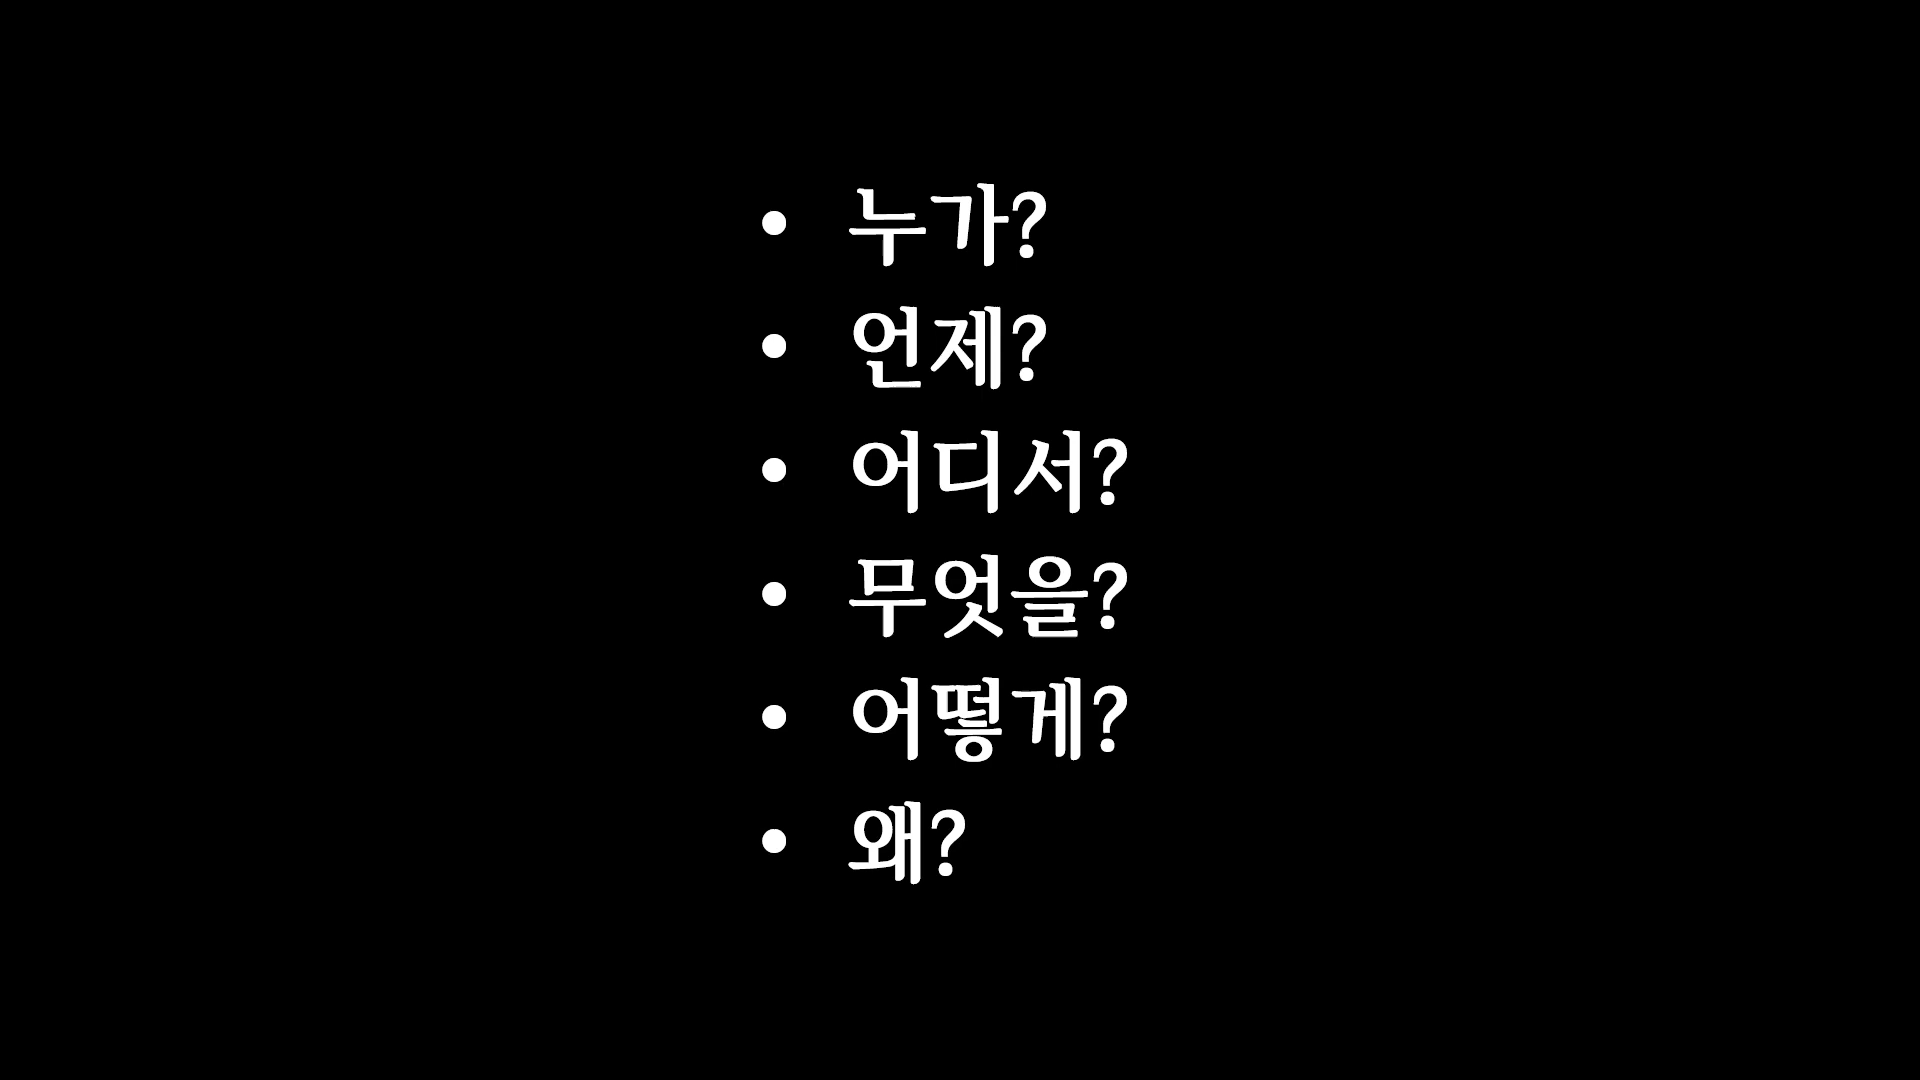 • 누가?
• 언제?
• 어디서?
• 무엇을?
• 어떻게?
• 왜?